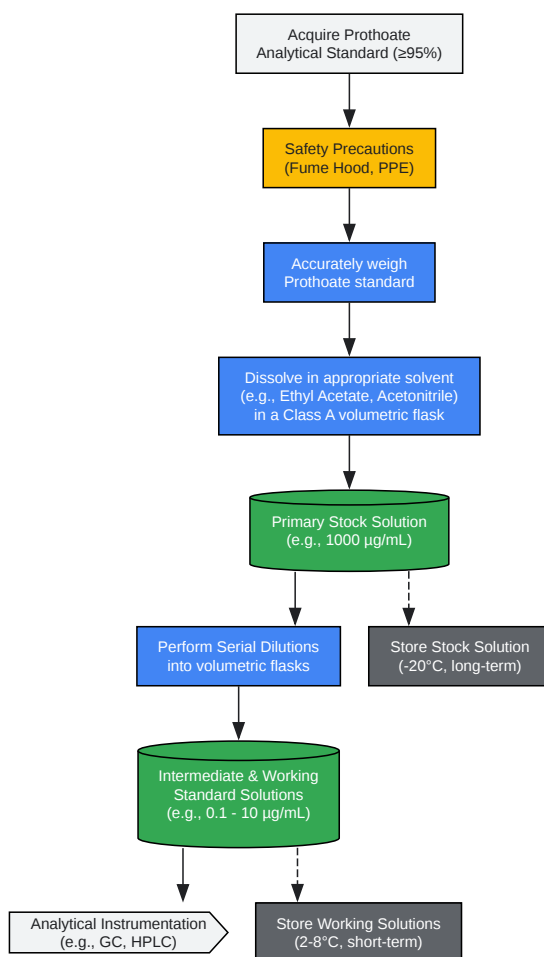 Acquire Prothoate
Analytical Standard (≥95%)
Safety Precautions
(Fume Hood, PPE)
Accurately weigh
Prothoate standard
Dissolve in appropriate solvent
(e.g., Ethyl Acetate, Acetonitrile)
in a Class A volumetric flask
Primary Stock Solution
(e.g., 1000 µg/mL)
Perform Serial Dilutions
into volumetric flasks
Store Stock Solution
(-20°C, long-term)
Intermediate & Working
Standard Solutions
(e.g., 0.1 - 10 µg/mL)
Analytical Instrumentation
(e.g., GC, HPLC)
Store Working Solutions
(2-8°C, short-term)